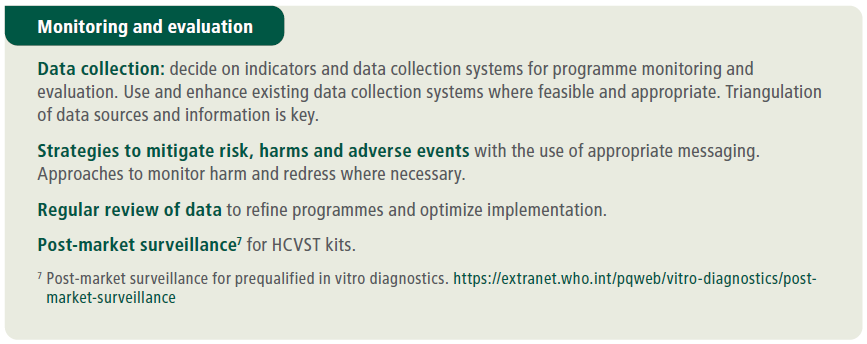 Monitoring and evaluation
Data collection: decide on indicators and data collection systems for programme monitoring and
evaluation. Use and enhance existing data collection systems where feasible and appropriate. Triangulation
of data sources and information is key.
Strategies to mitigate risk, harms and adverse events with the use of appropriate messaging.
Approaches to monitor harm and redress where necessary.
Regular review of data to refine programmes and optimize implementation.
Post-market surveillance⁷ for HCVST kits.
⁷ Post-market surveillance for prequalified in vitro diagnostics. https://extranet.who.int/pqweb/vitro-diagnostics/post-
market-surveillance